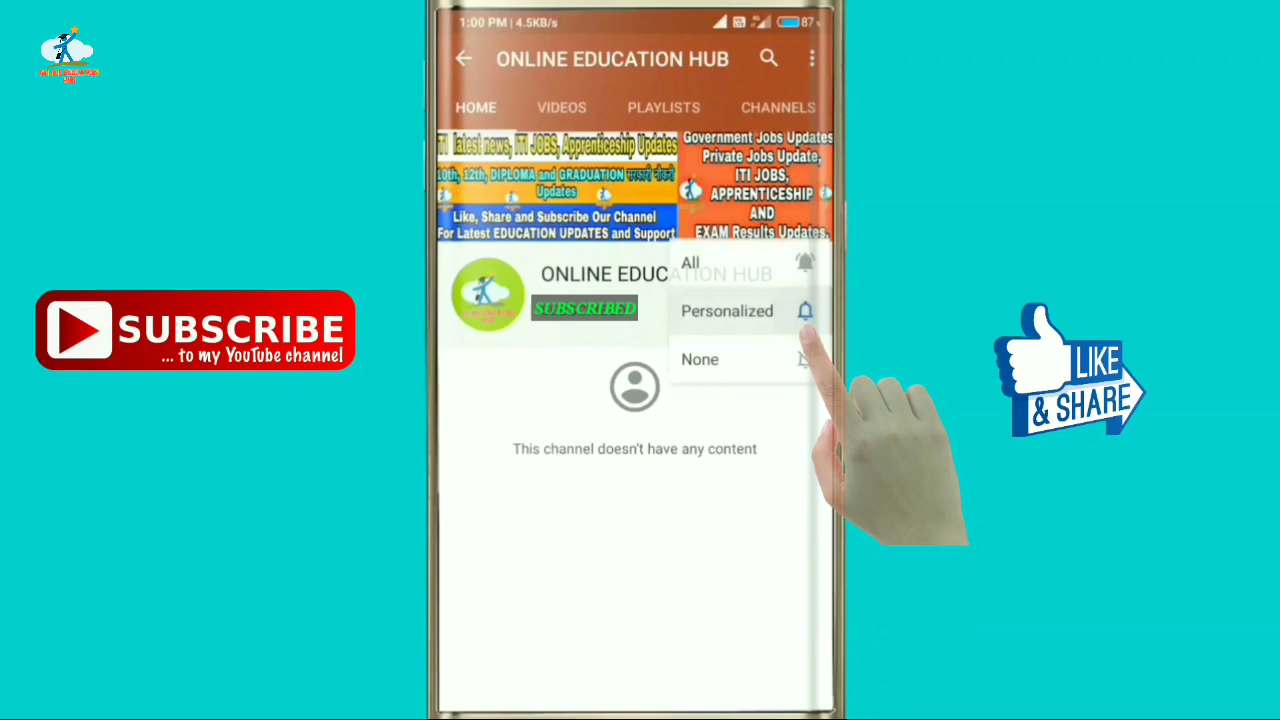 1:00 PM | 4.5KB/s
87
ONLINE EDUCATION HUB
HOME VIDEOS PLAYLISTS CHANNELS
ITI latest news, ITI JOBS, Apprenticeship Updates
10th, 12th, DIPLOMA and GRADUATION सरकारी नौकरी
Updates
Like, Share and Subscribe Our Channel
For Latest EDUCATION UPDATES and Support
Government Jobs Updates
Private Jobs Update,
ITI JOBS,
APPRENTICESHIP
AND
EXAM Results Updates,
ONLINE EDUCATION HUB
SUBSCRIBED
All
Personalized
None
This channel doesn't have any content
SUBSCRIBE
... to my YouTube channel
LIKE
& SHARE